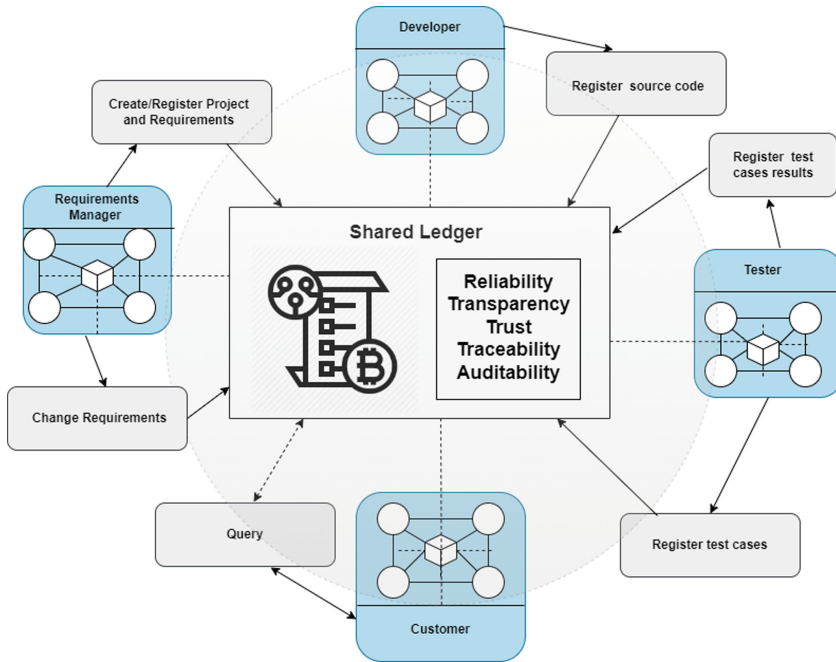 Developer
Register source code
Create/Register Project
and Requirements
Register test
cases results
Requirements
Manager
Shared Ledger
Reliability
Transparency
Trust
Traceability
Auditability
Tester
Change Requirements
Query
Register test cases
Customer